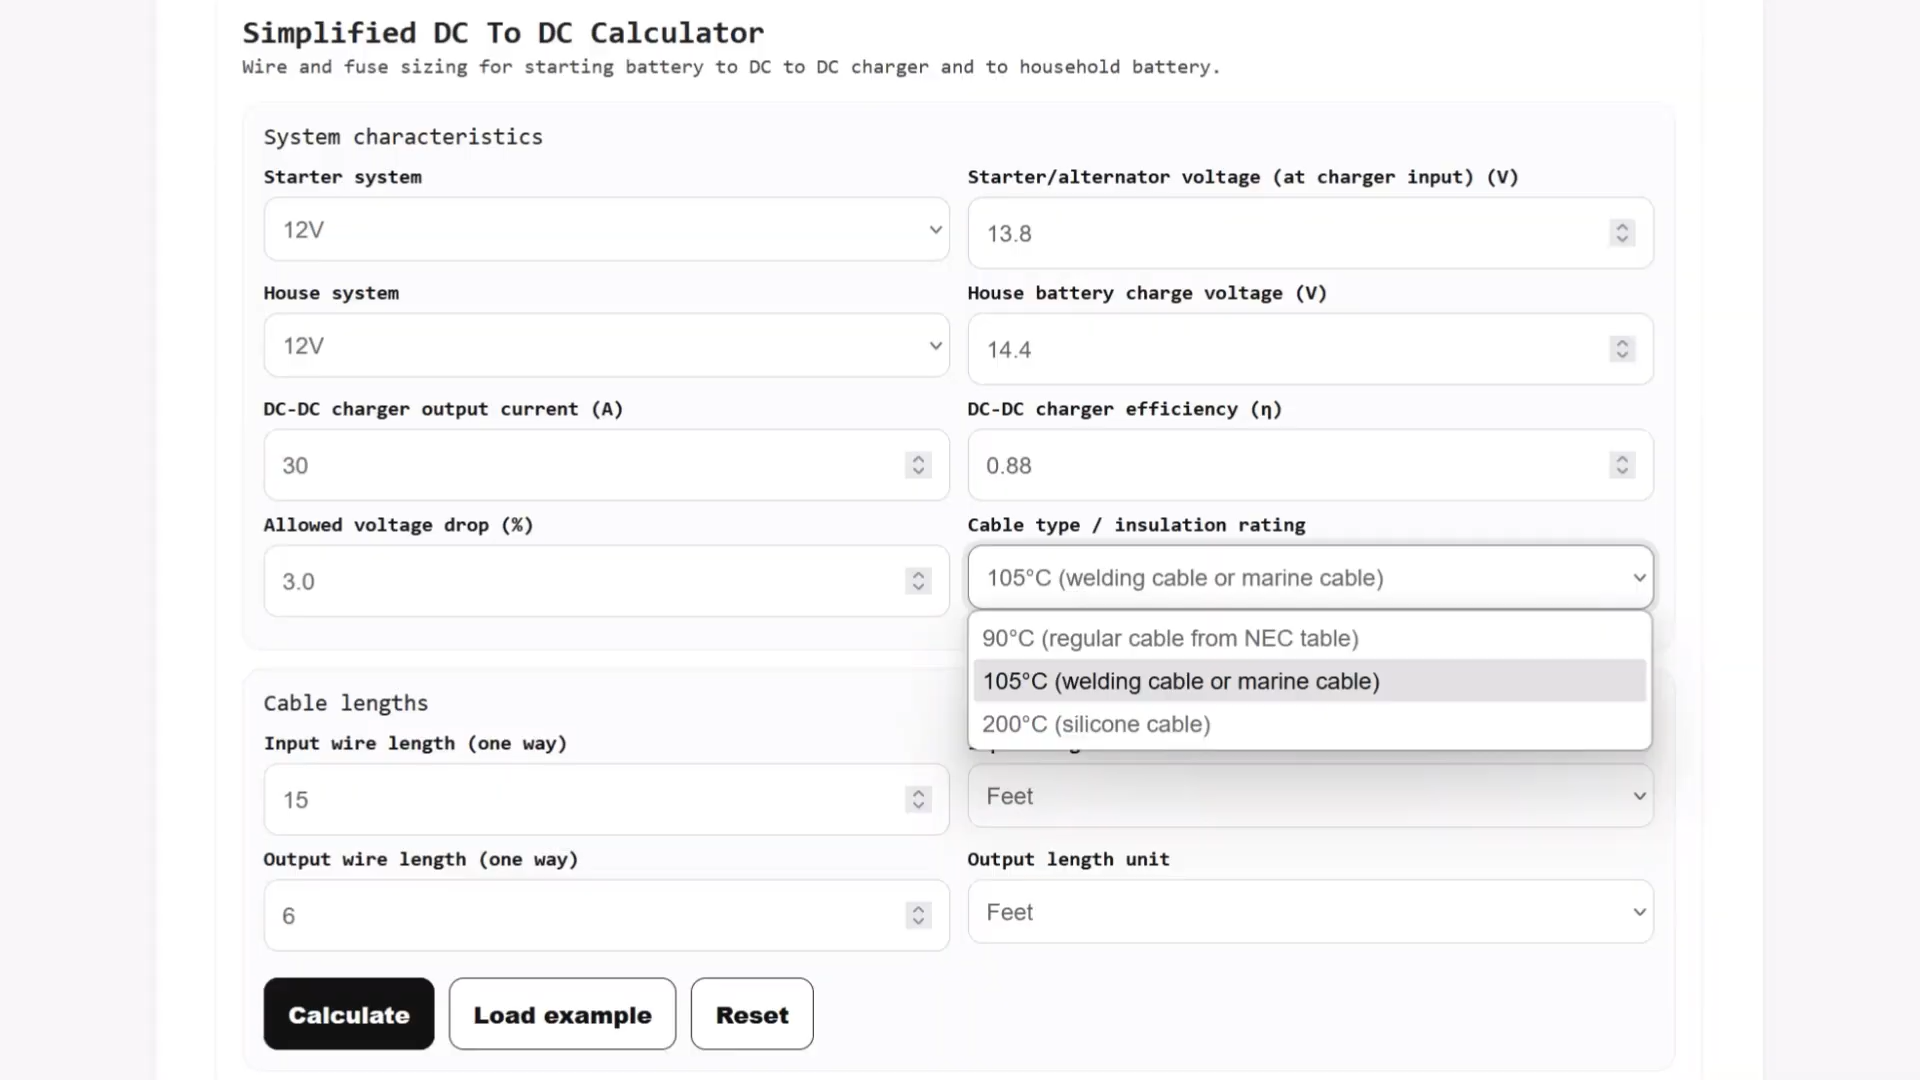 Simplified DC To DC Calculator
Wire and fuse sizing for starting battery to DC to DC charger and to household battery.
System characteristics
Starter system
Starter/alternator voltage (at charger input) (V)
12V
13.8
House system
House battery charge voltage (V)
12V
14.4
DC-DC charger output current (A)
DC-DC charger efficiency (η)
30
0.88
Allowed voltage drop (%)
Cable type / insulation rating
3.0
105°C (welding cable or marine cable)
90°C (regular cable from NEC table)
105°C (welding cable or marine cable)
200°C (silicone cable)
Cable lengths
Input wire length (one way)
15
Feet
Output wire length (one way)
Output length unit
6
Feet
Calculate
Load example
Reset